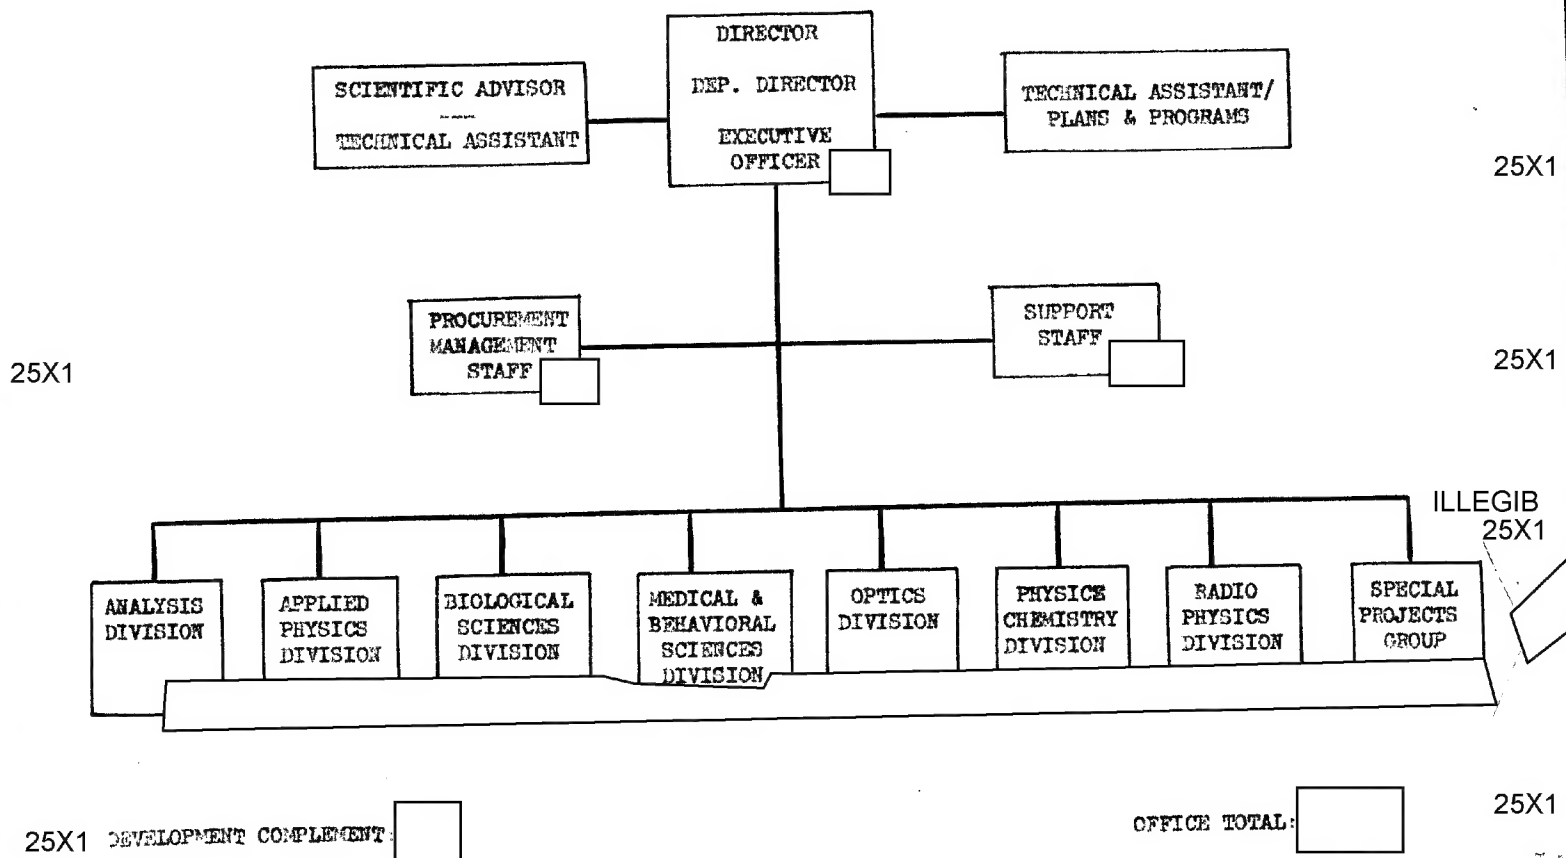 DIRECTOR
DEP. DIRECTOR
EXECUTIVE
OFFICER
SCIENTIFIC ADVISOR
TECHNICAL ASSISTANT
TECHNICAL ASSISTANT/
PLANS & PROGRAMS
25X1
PROCUREMENT
MANAGEMENT
STAFF
SUPPORT
STAFF
25X1
25X1
ILLEGIB
25X1
ANALYSIS
DIVISION
APPLIED
PHYSICS
DIVISION
BIOLOGICAL
SCIENCES
DIVISION
MEDICAL &
BEHAVIORAL
SCIENCES
DIVISION
OPTICS
DIVISION
PHYSICE
CHEMISTRY
DIVISION
RADIO
PHYSICS
DIVISION
SPECIAL
PROJECTS
GROUP
25X1 DEVELOPMENT COMPLEMENT:
OFFICE TOTAL:
25X1